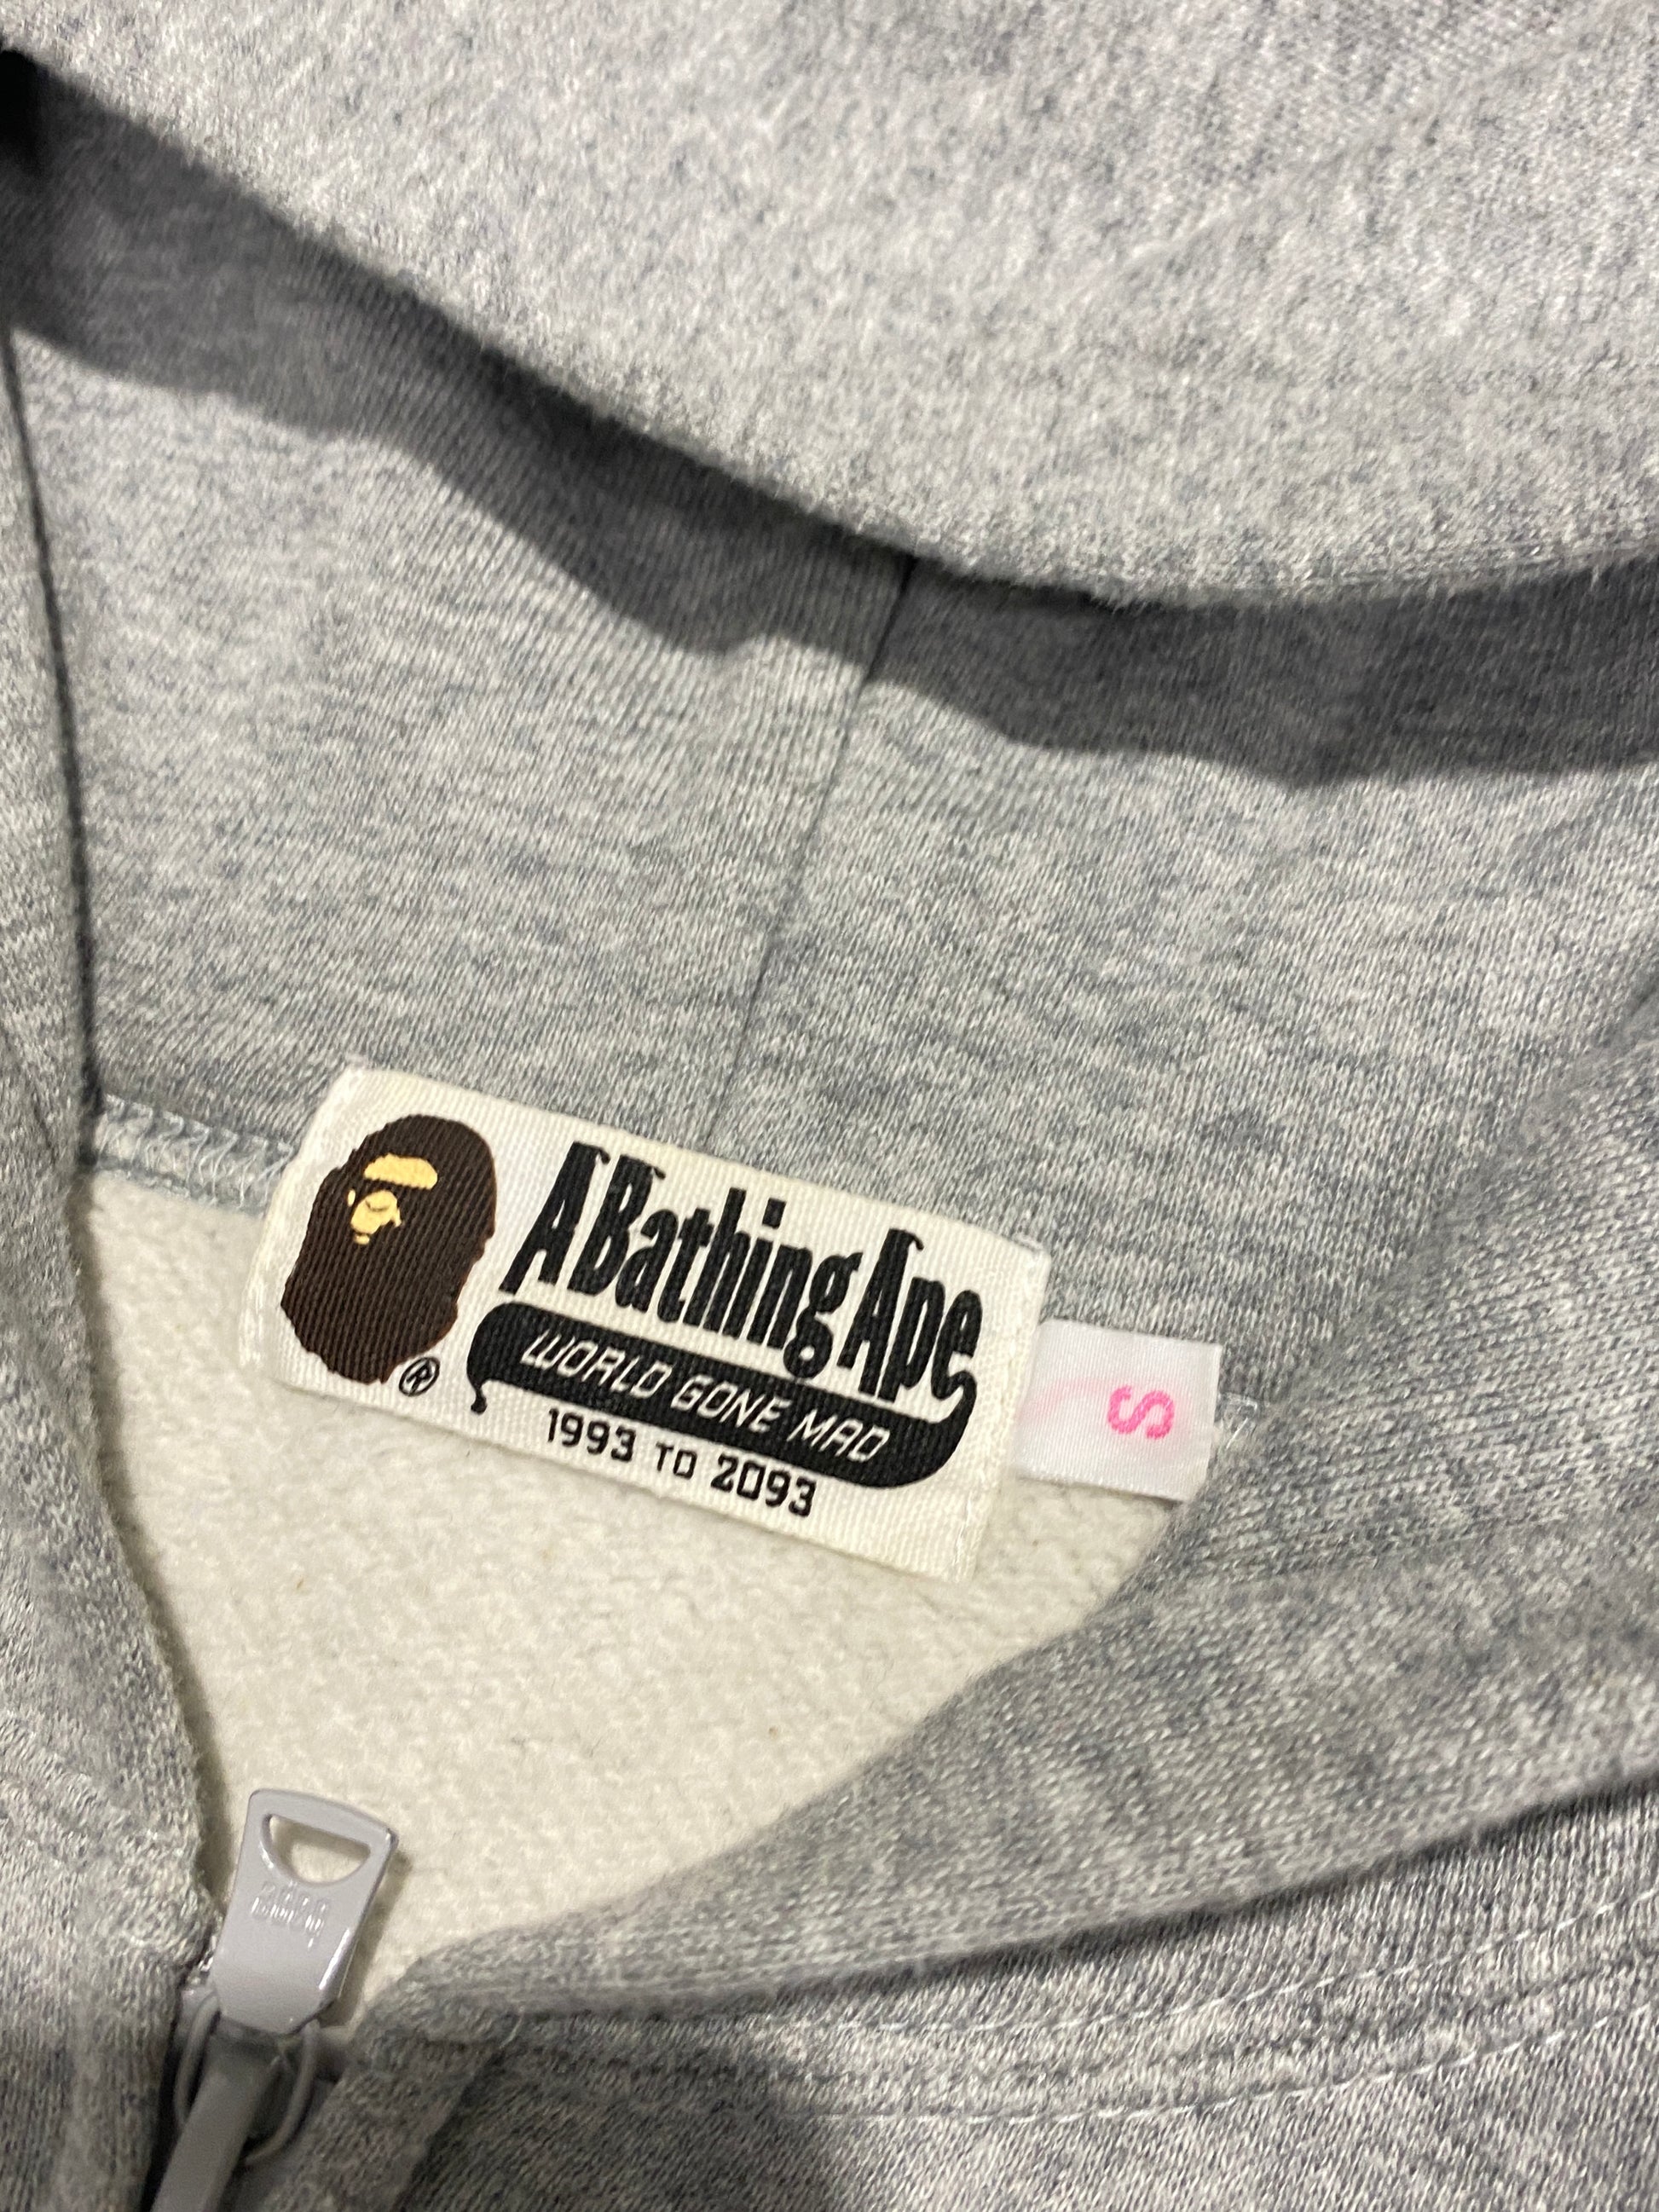 A Bathing Ape
®
WORLD GONE MAD
1993 TO 2093
S